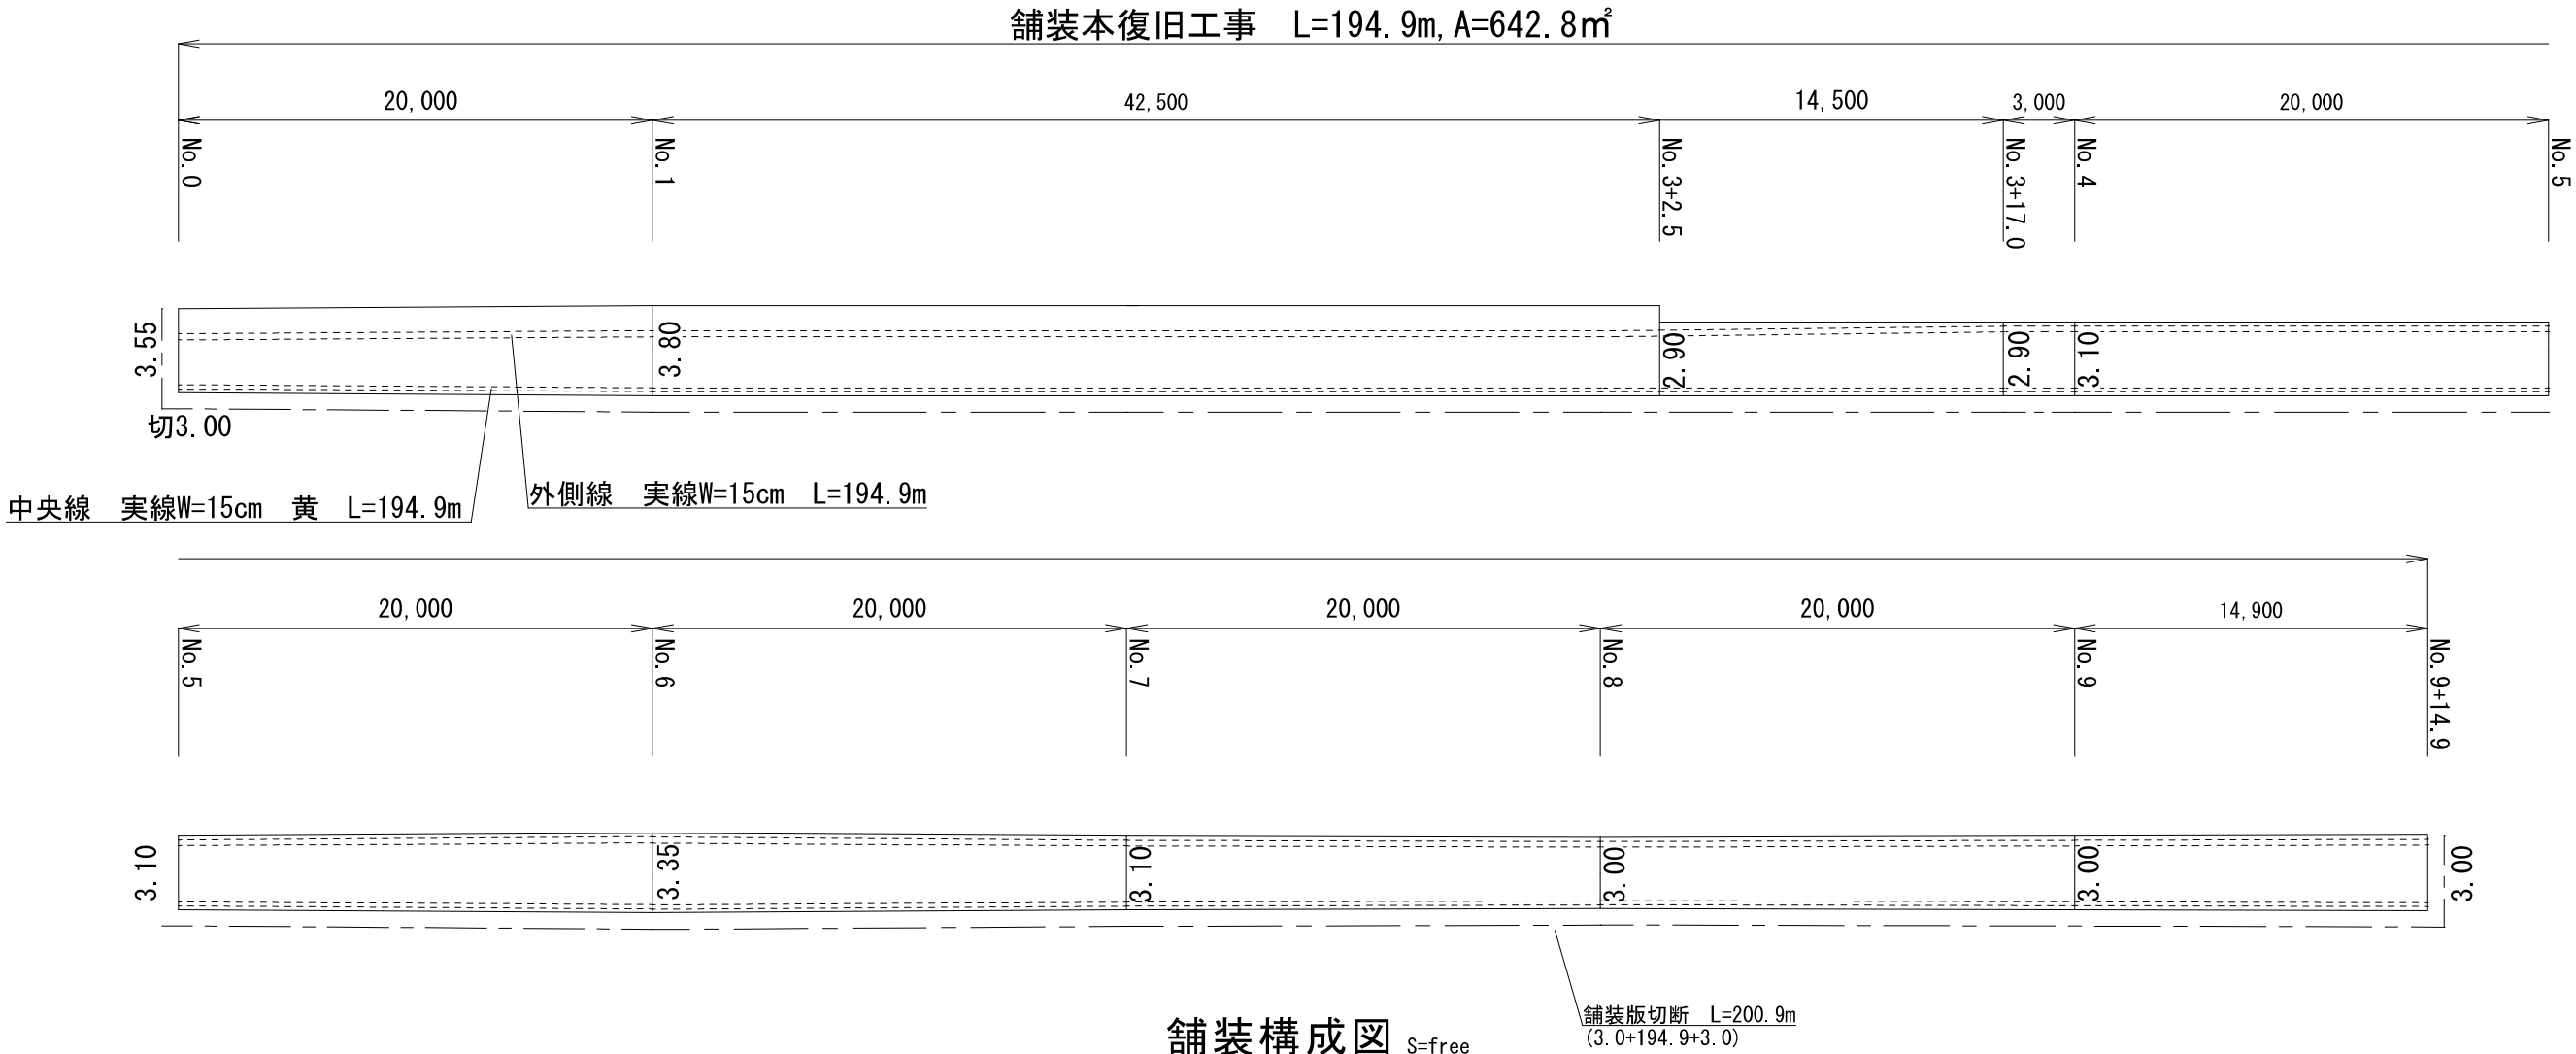 舗装本復旧工事　L=194.9m,A=642.8㎡
20,000
42,500
14,500
3,000
20,000
No.0
No.1
No.3+2.5
No.3+17.0
No.4
No.5
3.55
3.80
2.90
2.90
3.10
切3.00
中央線　実線W=15cm　黄　L=194.9m
外側線　実線W=15cm　L=194.9m
20,000
20,000
20,000
20,000
14,900
No.5
No.6
No.7
No.8
No.9
No.9+14.9
3.10
3.35
3.10
3.00
3.00
3.00
舗装版切断　L=200.9m
(3.0+194.9+3.0)
舗装構成図 S=free